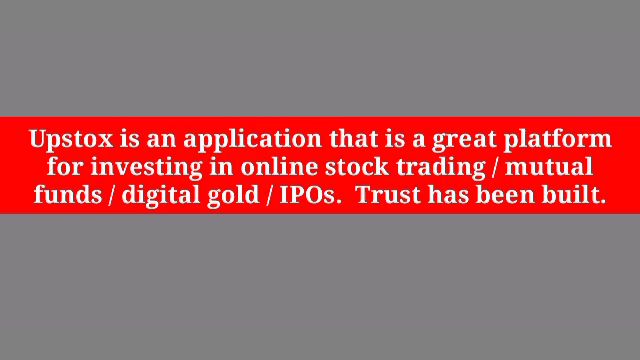 Upstox is an application that is a great platform
for investing in online stock trading / mutual
funds / digital gold / IPOs.  Trust has been built.